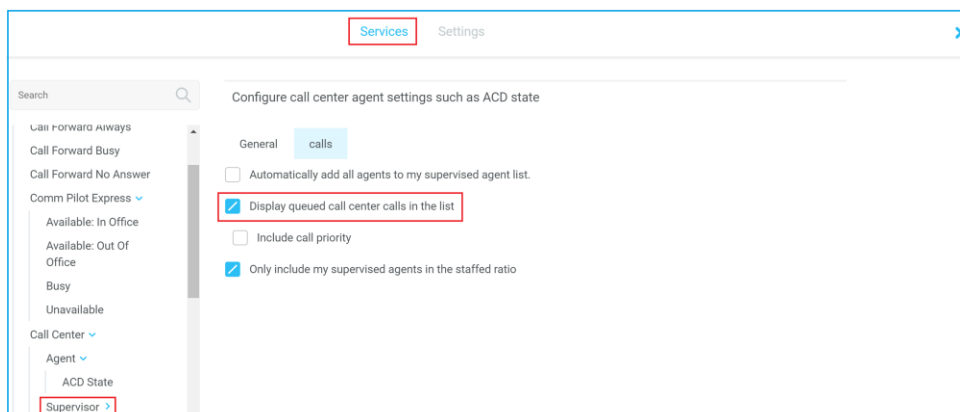 Services Settings
Search
Call Forward Always
Call Forward Busy
Call Forward No Answer
Comm Pilot Express
Available: In Office
Available: Out Of
Office
Busy
Unavailable
Call Center
Agent
ACD State
Supervisor
Configure call center agent settings such as ACD state
General calls
Automatically add all agents to my supervised agent list.
Display queued call center calls in the list
Include call priority
Only include my supervised agents in the staffed ratio